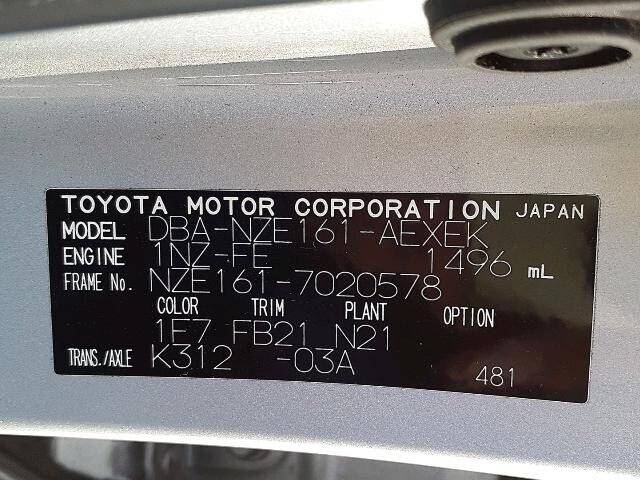 TOYOTA MOTOR CORPORATION JAPAN
MODEL DBA-NZE161-AEXEK
ENGINE 1NZ-FE 1496 mL
FRAME No. NZE161-7020578
COLOR TRIM PLANT OPTION
1F7 FB21 N21
TRANS./AXLE K312 -03A
481